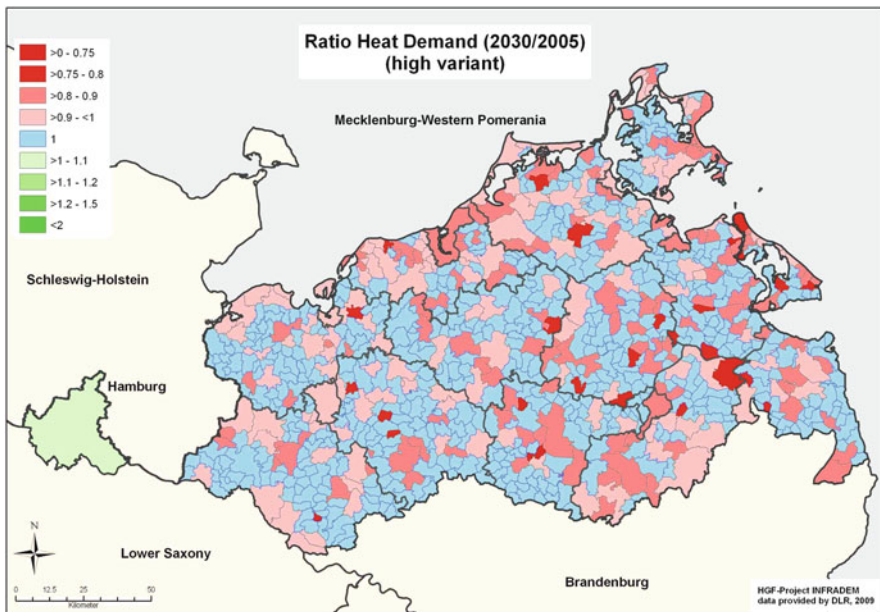 Ratio Heat Demand (2030/2005)
(high variant)
>0 - 0.75
>0.75 - 0.8
>0.8 - 0.9
>0.9 - <1
1
>1 - 1.1
>1.1 - 1.2
>1.2 - 1.5
<2
Mecklenburg-Western Pomerania
Schleswig-Holstein
Hamburg
Lower Saxony
Brandenburg
N
0 12.5 25 50
Kilometer
HGF-Project INFRADEM
data provided by DLR, 2009